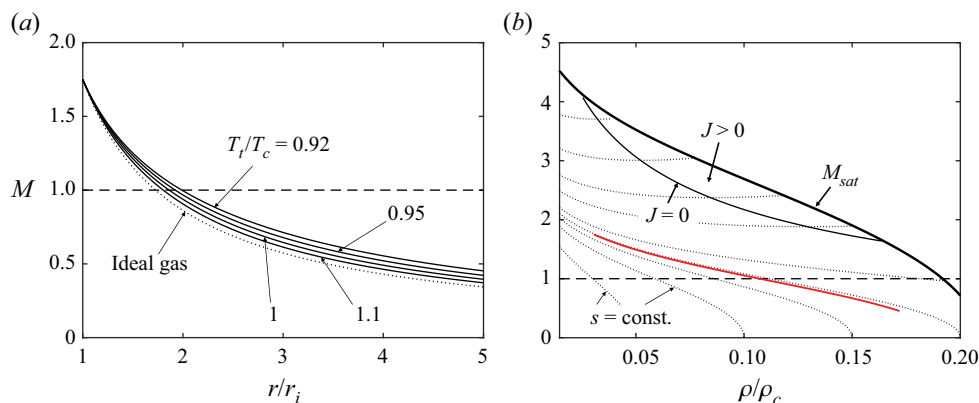 (a)
2.0
1.5
1.0
0.5
0
M
T_t/T_c = 0.92
0.95
Ideal gas
1
1.1
1 2 3 4 5
r/r_i
(b)
5
4
3
2
1
0
J > 0
M_sat
J = 0
s = const.
0.05 0.10 0.15 0.20
ρ/ρ_c